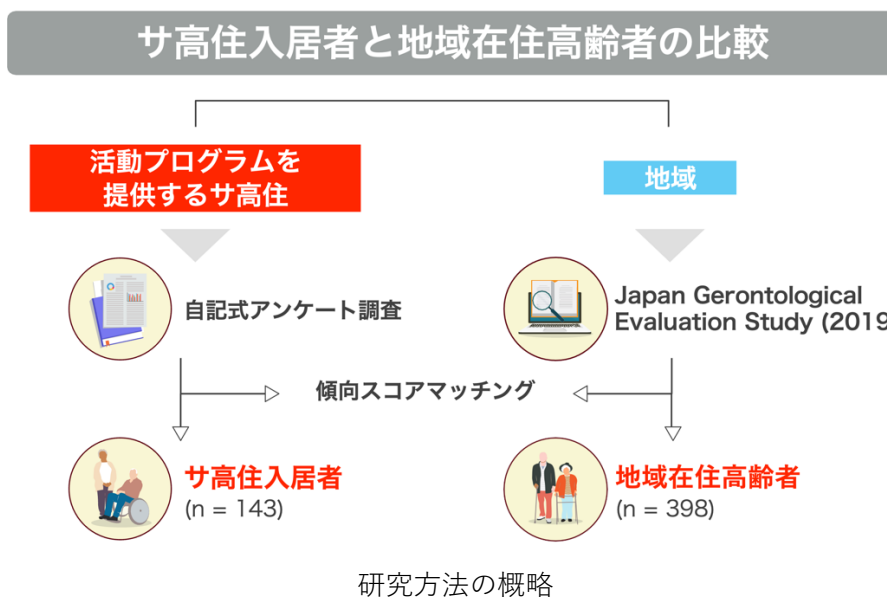 サ高住入居者と地域在住高齢者の比較
活動プログラムを
提供するサ高住
地域
自記式アンケート調査
Japan Gerontological
Evaluation Study (2019
傾向スコアマッチング
サ高住入居者
(n = 143)
地域在住高齢者
(n = 398)
研究方法の概略